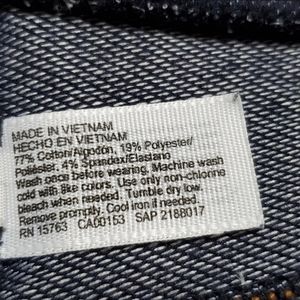 MADE IN VIETNAM
HECHO EN VIETNAM
77% Cotton/Algodón, 19% Polyester/
Poliéster, 4% Spandex/Elastano
Wash once before wearing. Machine wash
cold with like colors. Use only non-chlorine
bleach when needed. Tumble dry low.
Remove promptly. Cool iron if needed.
RN 15763 CA00153 SAP 2188017